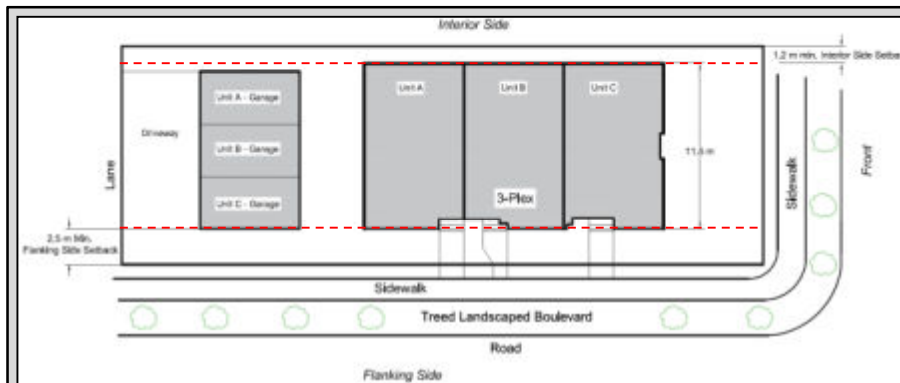 Interior Side
1.2 m min. Interior Side Setback
Unit A
Unit B
Unit C
Unit A - Garage
Driveway
Unit B - Garage
11.6 m
Lane
Sidewalk
Front
3-Plex
Unit C - Garage
2.5 m Min.
Flanking Side Setback
Sidewalk
Treed Landscaped Boulevard
Road
Flanking Side